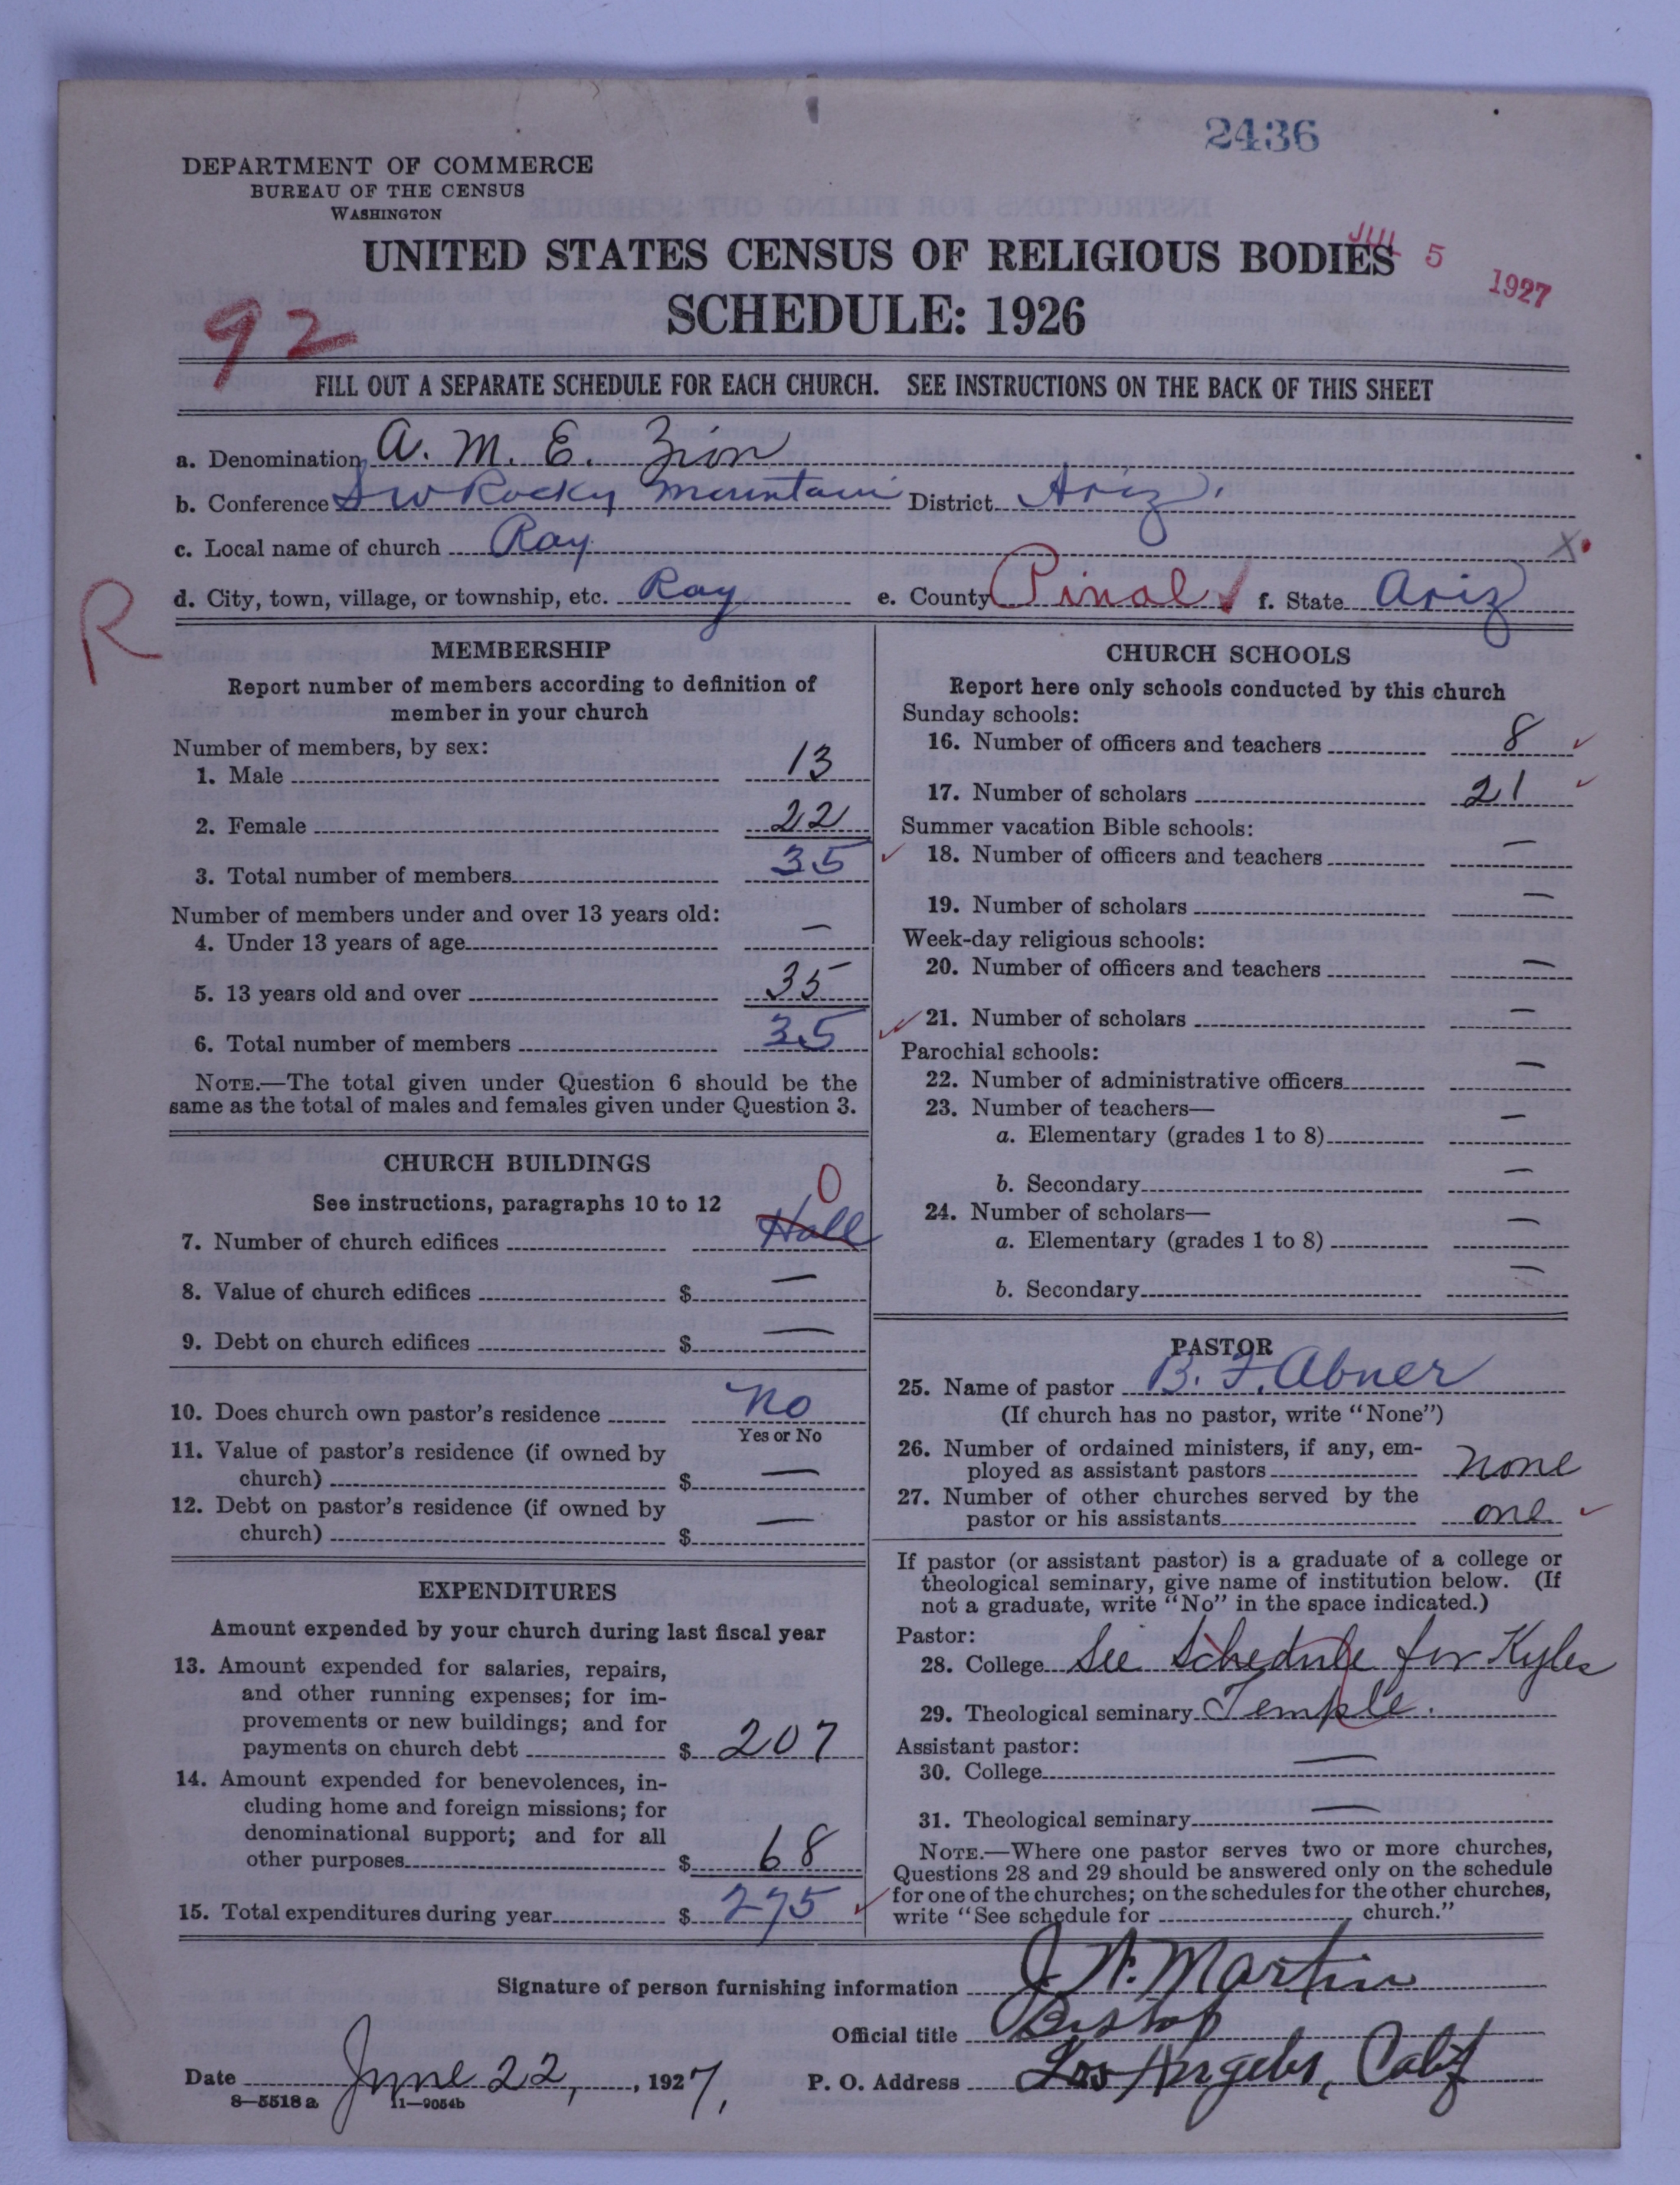 2436
DEPARTMENT OF COMMERCE
BUREAU OF THE CENSUS
WASHINGTON
UNITED STATES CENSUS OF RELIGIOUS BODIES
JUL 5 1927
SCHEDULE: 1926
92
FILL OUT A SEPARATE SCHEDULE FOR EACH CHURCH. SEE INSTRUCTIONS ON THE BACK OF THIS SHEET
a. Denomination A. M. E. Zion
b. Conference SW Rocky Mountain District Ariz.
c. Local name of church Ray X
d. City, town, village, or township, etc. Ray e. County Pinal f. State Ariz
R
MEMBERSHIP
Report number of members according to definition of
member in your church
Number of members, by sex:
1. Male 13
2. Female 22
3. Total number of members 35
Number of members under and over 13 years old:
4. Under 13 years of age —
5. 13 years old and over 35
6. Total number of members 35
NOTE.—The total given under Question 6 should be the
same as the total of males and females given under Question 3.
CHURCH BUILDINGS
See instructions, paragraphs 10 to 12
0
7. Number of church edifices Hall
8. Value of church edifices $ —
9. Debt on church edifices $ —
10. Does church own pastor's residence No
Yes or No
11. Value of pastor's residence (if owned by
church) $ —
12. Debt on pastor's residence (if owned by
church) $ —
EXPENDITURES
Amount expended by your church during last fiscal year
13. Amount expended for salaries, repairs,
and other running expenses; for im-
provements or new buildings; and for
payments on church debt $ 207
14. Amount expended for benevolences, in-
cluding home and foreign missions; for
denominational support; and for all
other purposes $ 68
15. Total expenditures during year $ 275
CHURCH SCHOOLS
Report here only schools conducted by this church
Sunday schools:
16. Number of officers and teachers 8
17. Number of scholars 21
Summer vacation Bible schools:
18. Number of officers and teachers —
19. Number of scholars —
Week-day religious schools:
20. Number of officers and teachers —
21. Number of scholars —
Parochial schools:
22. Number of administrative officers —
23. Number of teachers—
a. Elementary (grades 1 to 8) —
b. Secondary —
24. Number of scholars—
a. Elementary (grades 1 to 8) —
b. Secondary —
PASTOR
25. Name of pastor B. F. Abner
(If church has no pastor, write "None")
26. Number of ordained ministers, if any, em-
ployed as assistant pastors None
27. Number of other churches served by the
pastor or his assistants one
If pastor (or assistant pastor) is a graduate of a college or
theological seminary, give name of institution below. (If
not a graduate, write "No" in the space indicated.)
Pastor:
28. College See Schedule for Kyles
29. Theological seminary Temple.
Assistant pastor:
30. College —
31. Theological seminary —
NOTE.—Where one pastor serves two or more churches,
Questions 28 and 29 should be answered only on the schedule
for one of the churches; on the schedules for the other churches,
write "See schedule for church."
Signature of person furnishing information J. W. Martin
Official title Bishop
Date June 22, , 1927, P. O. Address Los Angeles, Calif
8—5518 a 11—9054b